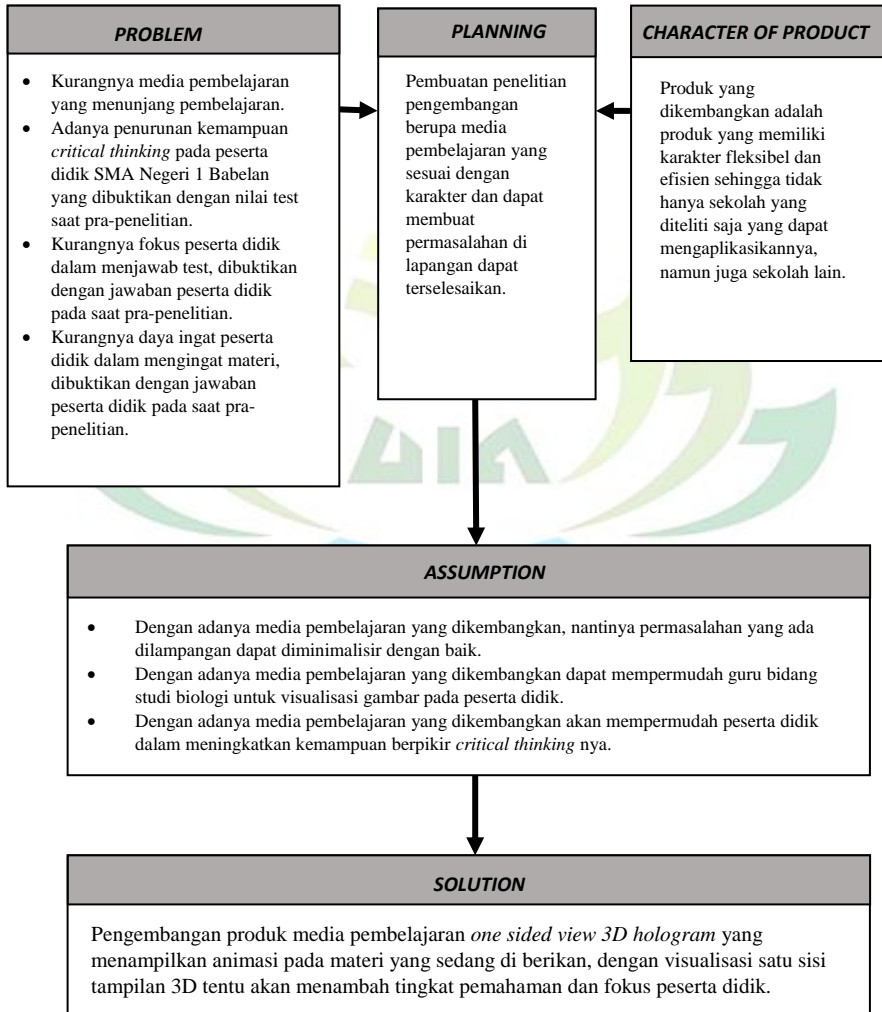 PROBLEM
• Kurangnya media pembelajaran
yang menunjang pembelajaran.
• Adanya penurunan kemampuan
critical thinking pada peserta
didik SMA Negeri 1 Babelan
yang dibuktikan dengan nilai test
saat pra-penelitian.
• Kurangnya fokus peserta didik
dalam menjawab test, dibuktikan
dengan jawaban peserta didik
pada saat pra-penelitian.
• Kurangnya daya ingat peserta
didik dalam mengingat materi,
dibuktikan dengan jawaban
peserta didik pada saat pra-
penelitian.
PLANNING
Pembuatan penelitian
pengembangan
berupa media
pembelajaran yang
sesuai dengan
karakter dan dapat
membuat
permasalahan di
lapangan dapat
terselesaikan.
CHARACTER OF PRODUCT
Produk yang
dikembangkan adalah
produk yang memiliki
karakter fleksibel dan
efisien sehingga tidak
hanya sekolah yang
diteliti saja yang dapat
mengaplikasikannya,
namun juga sekolah lain.
ASSUMPTION
• Dengan adanya media pembelajaran yang dikembangkan, nantinya permasalahan yang ada
dilampangan dapat diminimalisir dengan baik.
• Dengan adanya media pembelajaran yang dikembangkan dapat mempermudah guru bidang
studi biologi untuk visualisasi gambar pada peserta didik.
• Dengan adanya media pembelajaran yang dikembangkan akan mempermudah peserta didik
dalam meningkatkan kemampuan berpikir critical thinking nya.
SOLUTION
Pengembangan produk media pembelajaran one sided view 3D hologram yang
menampilkan animasi pada materi yang sedang di berikan, dengan visualisasi satu sisi
tampilan 3D tentu akan menambah tingkat pemahaman dan fokus peserta didik.